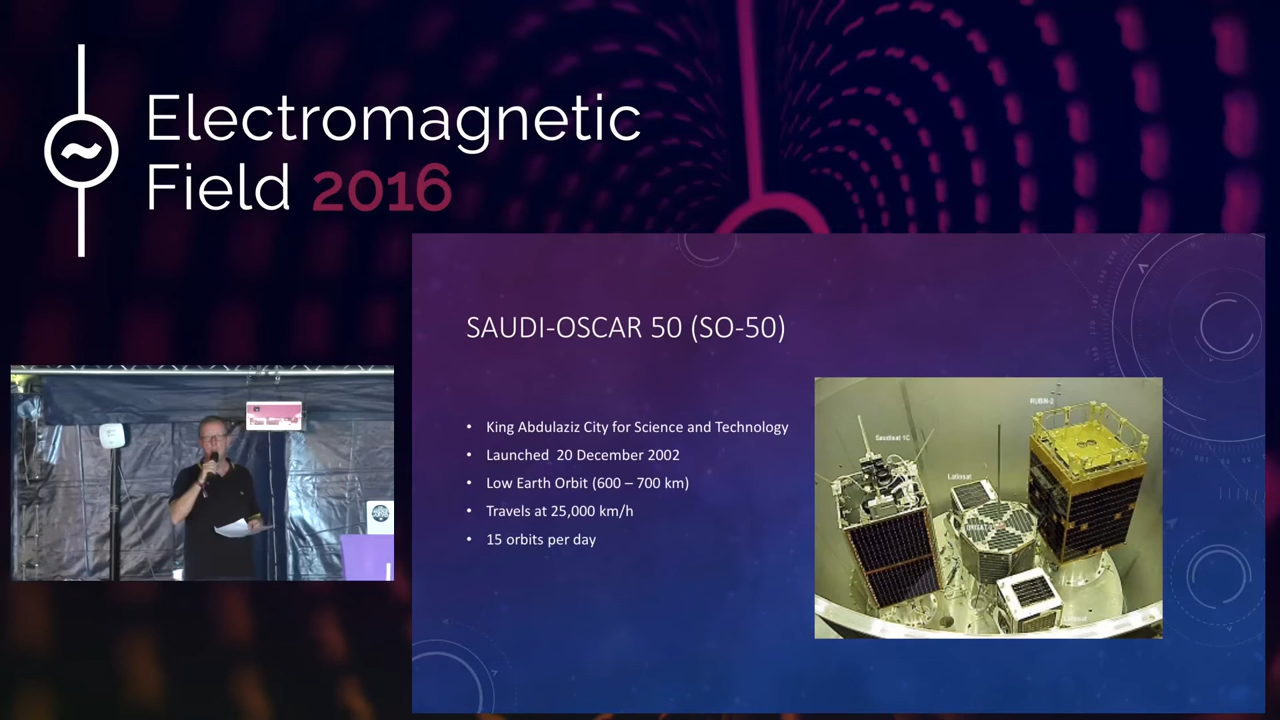 Electromagnetic
Field 2016
SAUDI-OSCAR 50 (SO-50)
• King Abdulaziz City for Science and Technology
• Launched 20 December 2002
• Low Earth Orbit (600 – 700 km)
• Travels at 25,000 km/h
• 15 orbits per day
RUBIN-2
Saudisat 1C
Latinsat